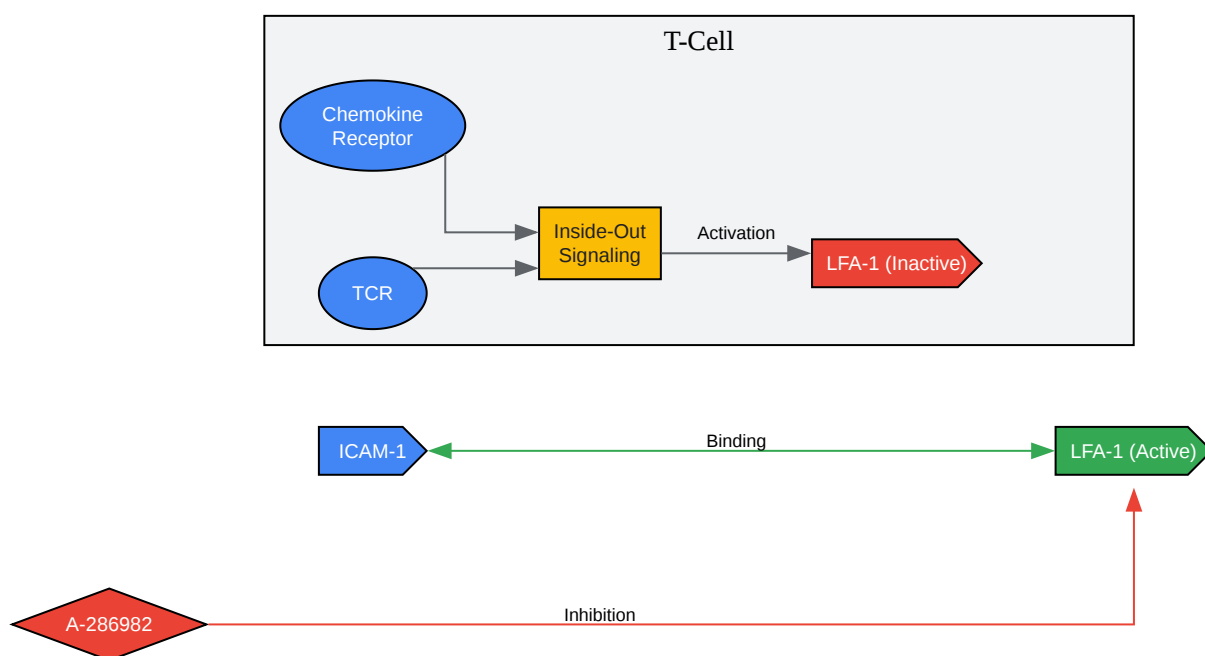 T-Cell
Chemokine
Receptor
Inside-Out
Signaling
Activation
LFA-1 (Inactive)
TCR
ICAM-1
Binding
LFA-1 (Active)
A-286982
Inhibition